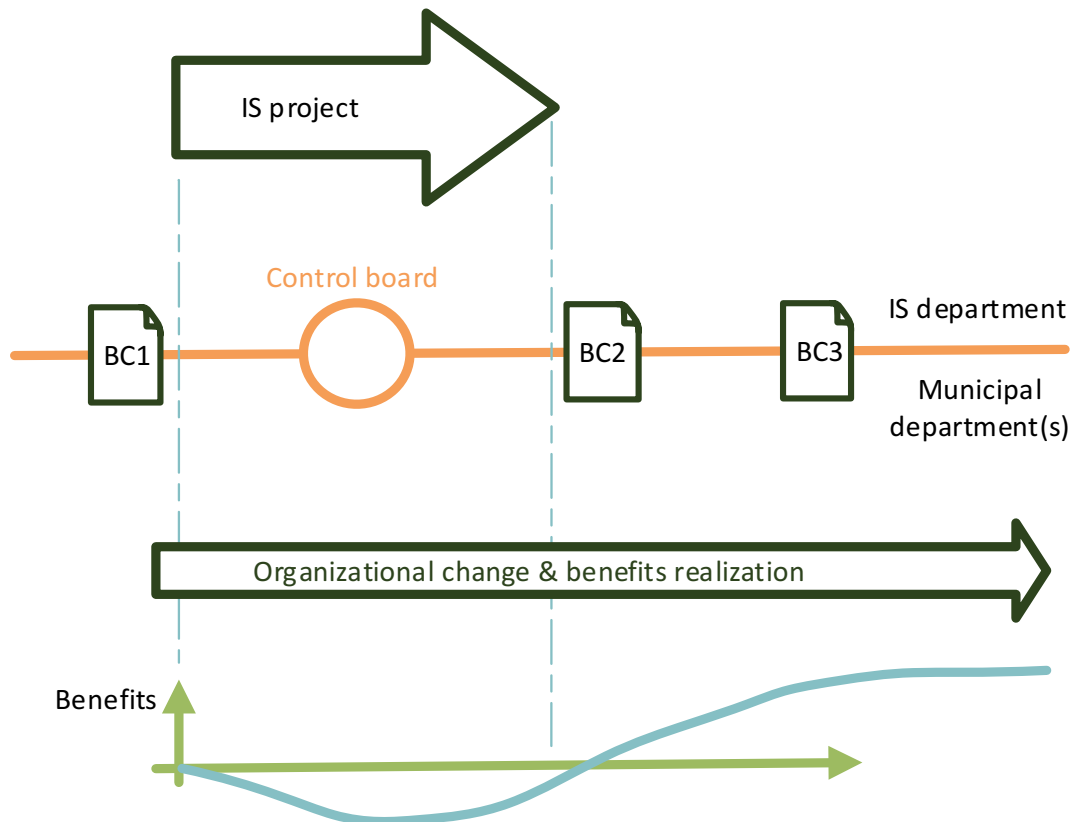 IS project
Control board
BC1
BC2
BC3
IS department
Municipal
department(s)
Organizational change & benefits realization
Benefits